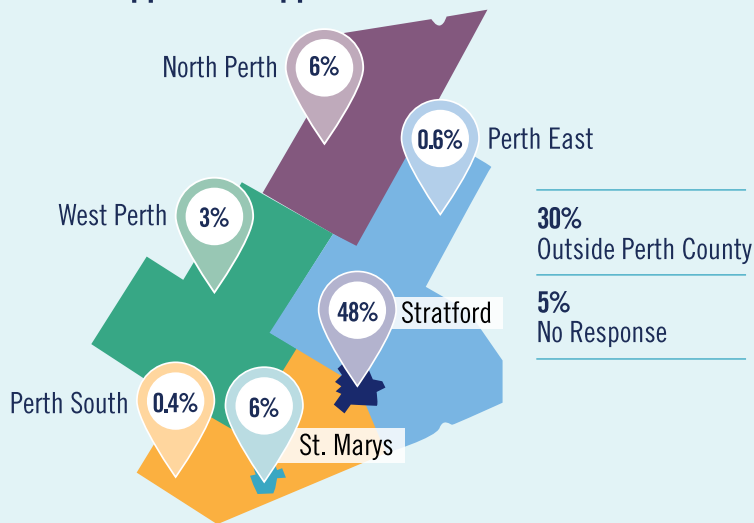 North Perth
6%
0.6%
Perth East
West Perth
3%
30%
Outside Perth County
48%
Stratford
5%
No Response
Perth South
0.4%
6%
St. Marys